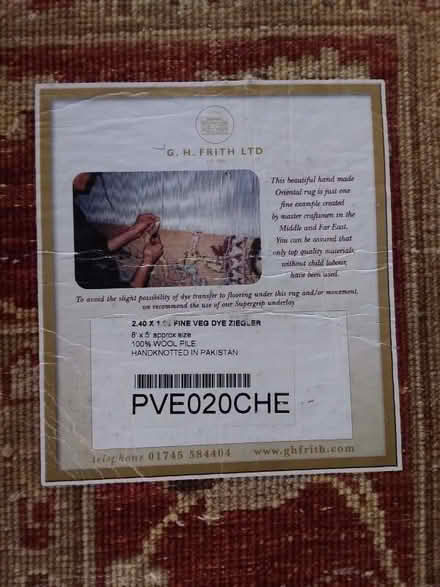 G. H. FRITH LTD
This beautiful hand made
Oriental rug is just one
fine example created
by master craftsmen in the
Middle and Far East.
You can be assured that
only top quality materials,
without child labour,
have been used.
To avoid the slight possibility of dye transfer to flooring under this rug and/or movement,
we recommend the use of our Supergrip underlay
2.40 X FINE VEG DYE ZIEGLER
8' x 5' approx size
100% WOOL PILE
HANDKNOTTED IN PAKISTAN
PVE020CHE
telephone 01745 584404 www.ghfrith.com